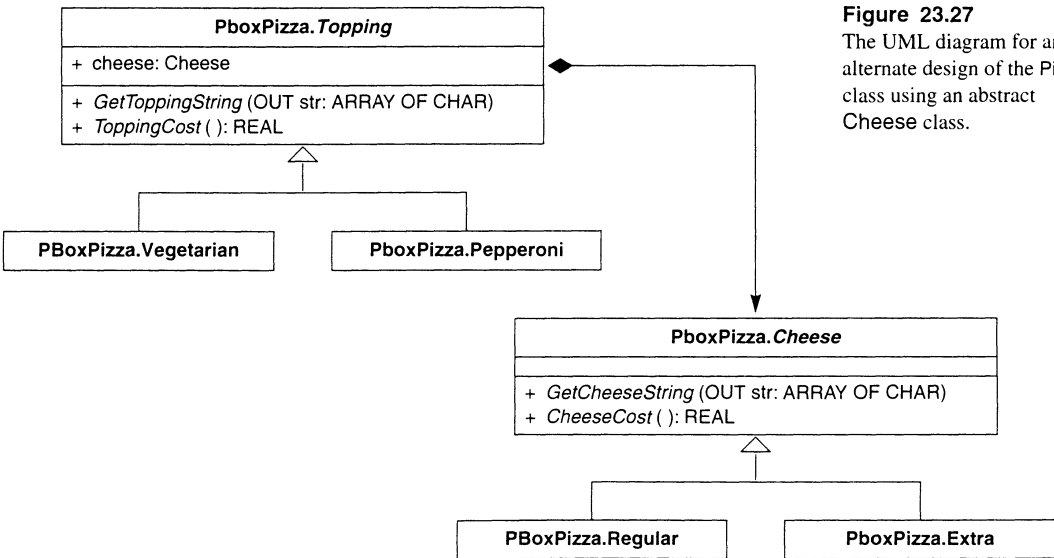 PboxPizza.Topping
+ cheese: Cheese
+ GetToppingString (OUT str: ARRAY OF CHAR)
+ ToppingCost ( ): REAL
PBoxPizza.Vegetarian
PboxPizza.Pepperoni
Figure 23.27
The UML diagram for
alternate design of the
class using an abstract
Cheese class.
PboxPizza.Cheese
+ GetCheeseString (OUT str: ARRAY OF CHAR)
+ CheeseCost ( ): REAL
PBoxPizza.Regular
PboxPizza.Extra